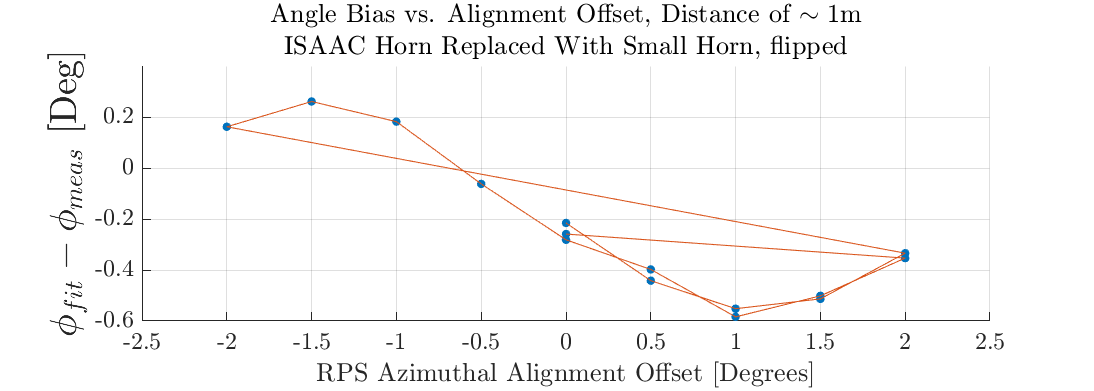 Angle Bias vs. Alignment Offset, Distance of ∼ 1m
ISAAC Horn Replaced With Small Horn, flipped
ϕ_fit − ϕ_meas [Deg]
0.2
0
-0.2
-0.4
-0.6
-2.5 -2 -1.5 -1 -0.5 0 0.5 1 1.5 2 2.5
RPS Azimuthal Alignment Offset [Degrees]